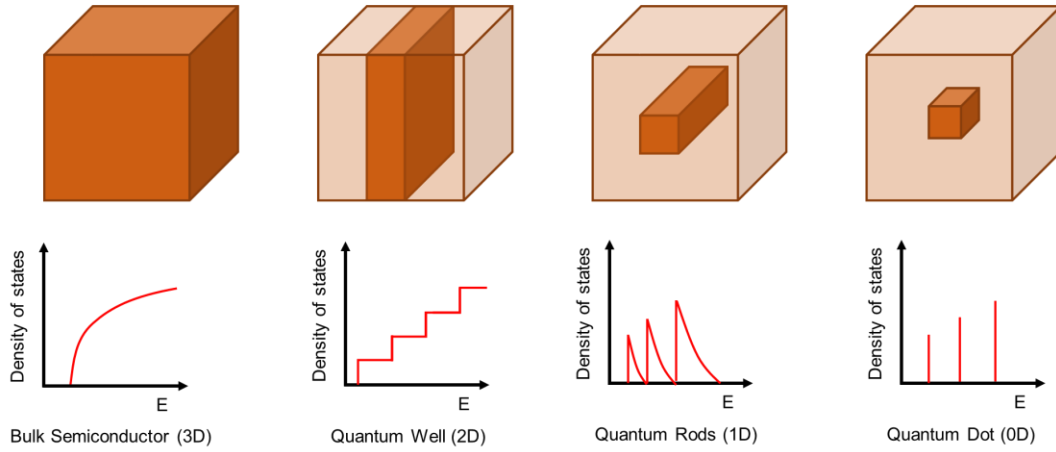 Density of states
E
Bulk Semiconductor (3D)
Density of states
E
Quantum Well (2D)
Density of states
E
Quantum Rods (1D)
Density of states
E
Quantum Dot (0D)